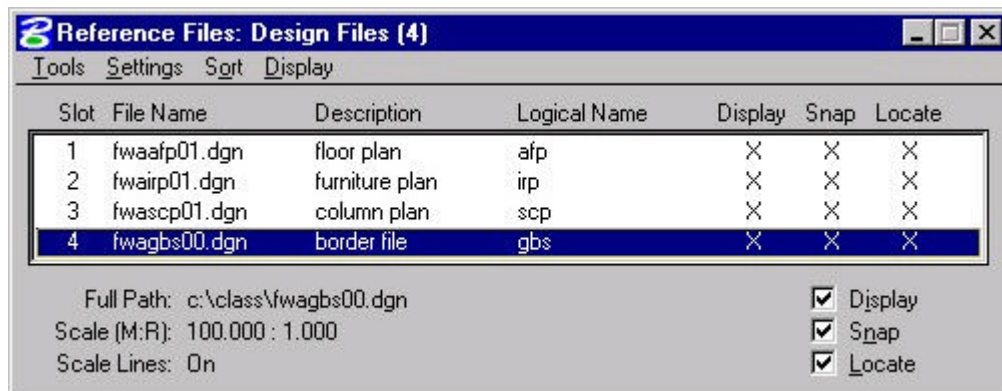 Reference Files: Design Files (4)
Tools Settings Sort Display
Slot File Name Description Logical Name Display Snap Locate
1 fwaafp01.dgn floor plan afp X X X
2 fwairp01.dgn furniture plan irp X X X
3 fwascp01.dgn column plan scp X X X
4 fwagbs00.dgn border file gbs X X X
Full Path: c:\class\fwagbs00.dgn Display
Scale (M:R): 100.000 : 1.000 Snap
Scale Lines: On Locate